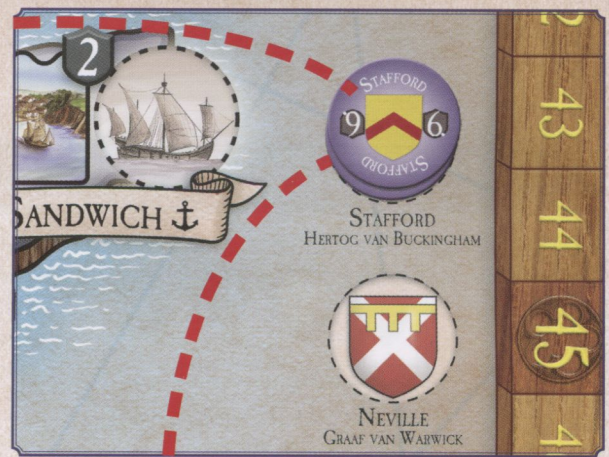 2
SANDWICH
STAFFORD
9 6
STAFFORD
STAFFORD
HERTOG VAN BUCKINGHAM
NEVILLE
GRAAF VAN WARWICK
43
44
45